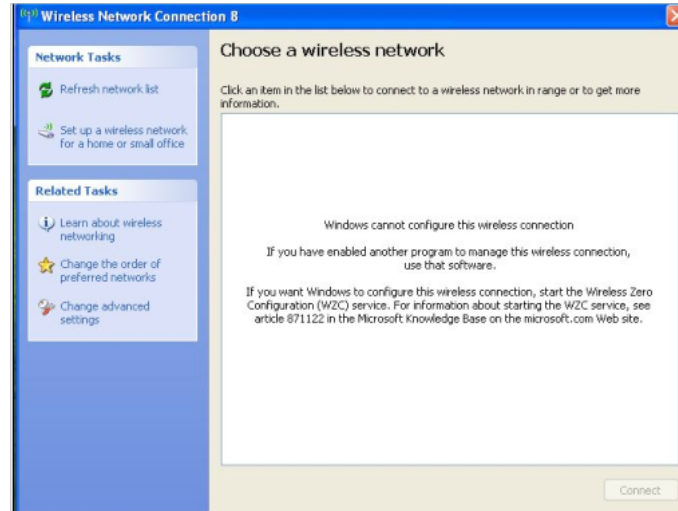 Wireless Network Connection 8
Network Tasks
Refresh network list
Set up a wireless network
for a home or small office
Related Tasks
Learn about wireless
networking
Change the order of
preferred networks
Change advanced
settings
Choose a wireless network
Click an item in the list below to connect to a wireless network in range or to get more
information.
Windows cannot configure this wireless connection
If you have enabled another program to manage this wireless connection,
use that software.
If you want Windows to configure this wireless connection, start the Wireless Zero
Configuration (WZC) service. For information about starting the WZC service, see
article 871122 in the Microsoft Knowledge Base on the microsoft.com Web site.
Connect